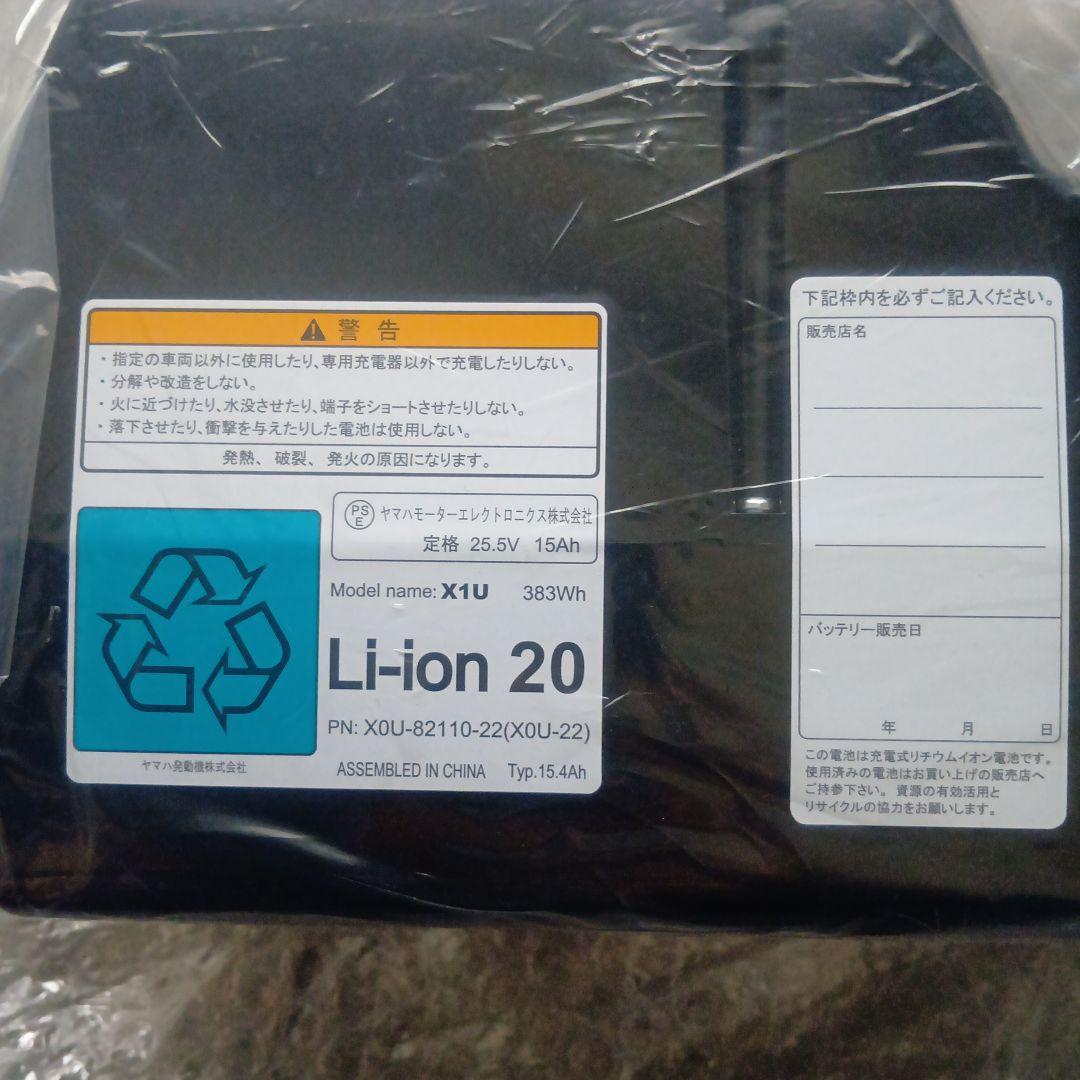 警告
・指定の車両以外に使用したり、専用充電器以外で充電したりしない。
・分解や改造をしない。
・火に近づけたり、水没させたり、端子をショートさせたりしない。
・落下させたり、衝撃を与えたりした電池は使用しない。
発熱、破裂、発火の原因になります。
PSE ヤマハモーターエレクトロニクス株式会社
定格 25.5V 15Ah
Model name: X1U 383Wh
Li-ion 20
PN: X0U-82110-22(X0U-22)
ヤマハ発動機株式会社
ASSEMBLED IN CHINA Typ.15.4Ah
下記枠内を必ずご記入ください。
販売店名
バッテリー販売日
年 月 日
この電池は充電式リチウムイオン電池です。
使用済みの電池はお買い上げの販売店へ
ご持参下さい。資源の有効活用と
リサイクルの協力をお願いします。